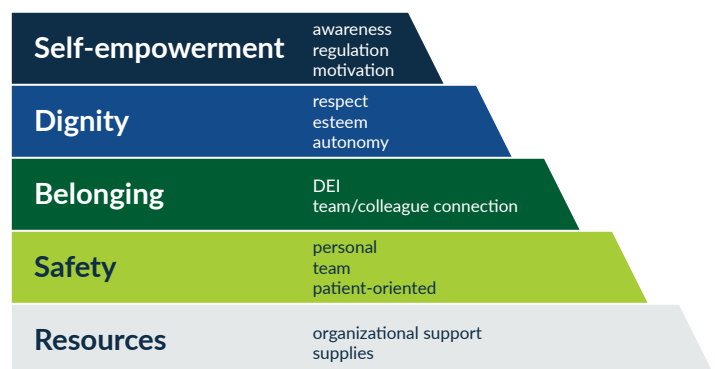 Self-empowerment
awareness
regulation
motivation
Dignity
respect
esteem
autonomy
Belonging
DEI
team/colleague connection
Safety
personal
team
patient-oriented
Resources
organizational support
supplies